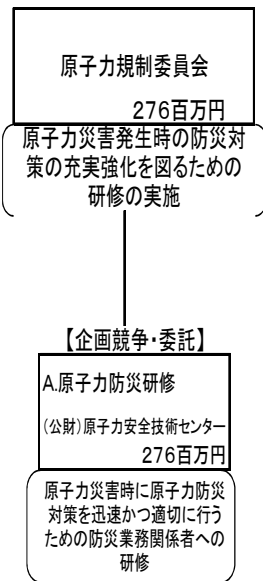 原子力規制委員会
276百万円
原子力災害発生時の防災対
策の充実強化を図るための
研修の実施
【企画競争・委託】
A.原子力防災研修
(公財)原子力安全技術センター
276百万円
原子力災害時に原子力防災
対策を迅速かつ適切に行う
ための防災業務関係者への
研修